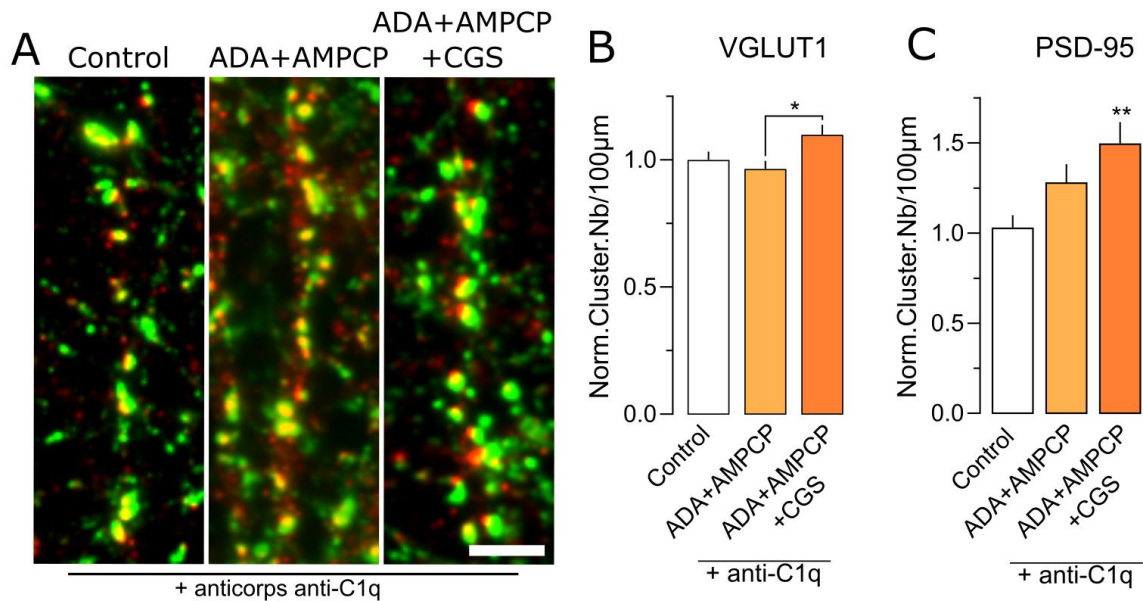 A
Control
ADA+AMPCP
ADA+AMPCP
+CGS
+ anticorps anti-C1q
B
VGLUT1
Norm.Cluster.Nb/100µm
1.0
0.5
0.0
*
Control
ADA+AMPCP
ADA+AMPCP
+CGS
+ anti-C1q
C
PSD-95
Norm.Cluster.Nb/100µm
1.5
1.0
1.5
0.0
**
Control
ADA+AMPCP
ADA+AMPCP
+CGS
+ anti-C1q